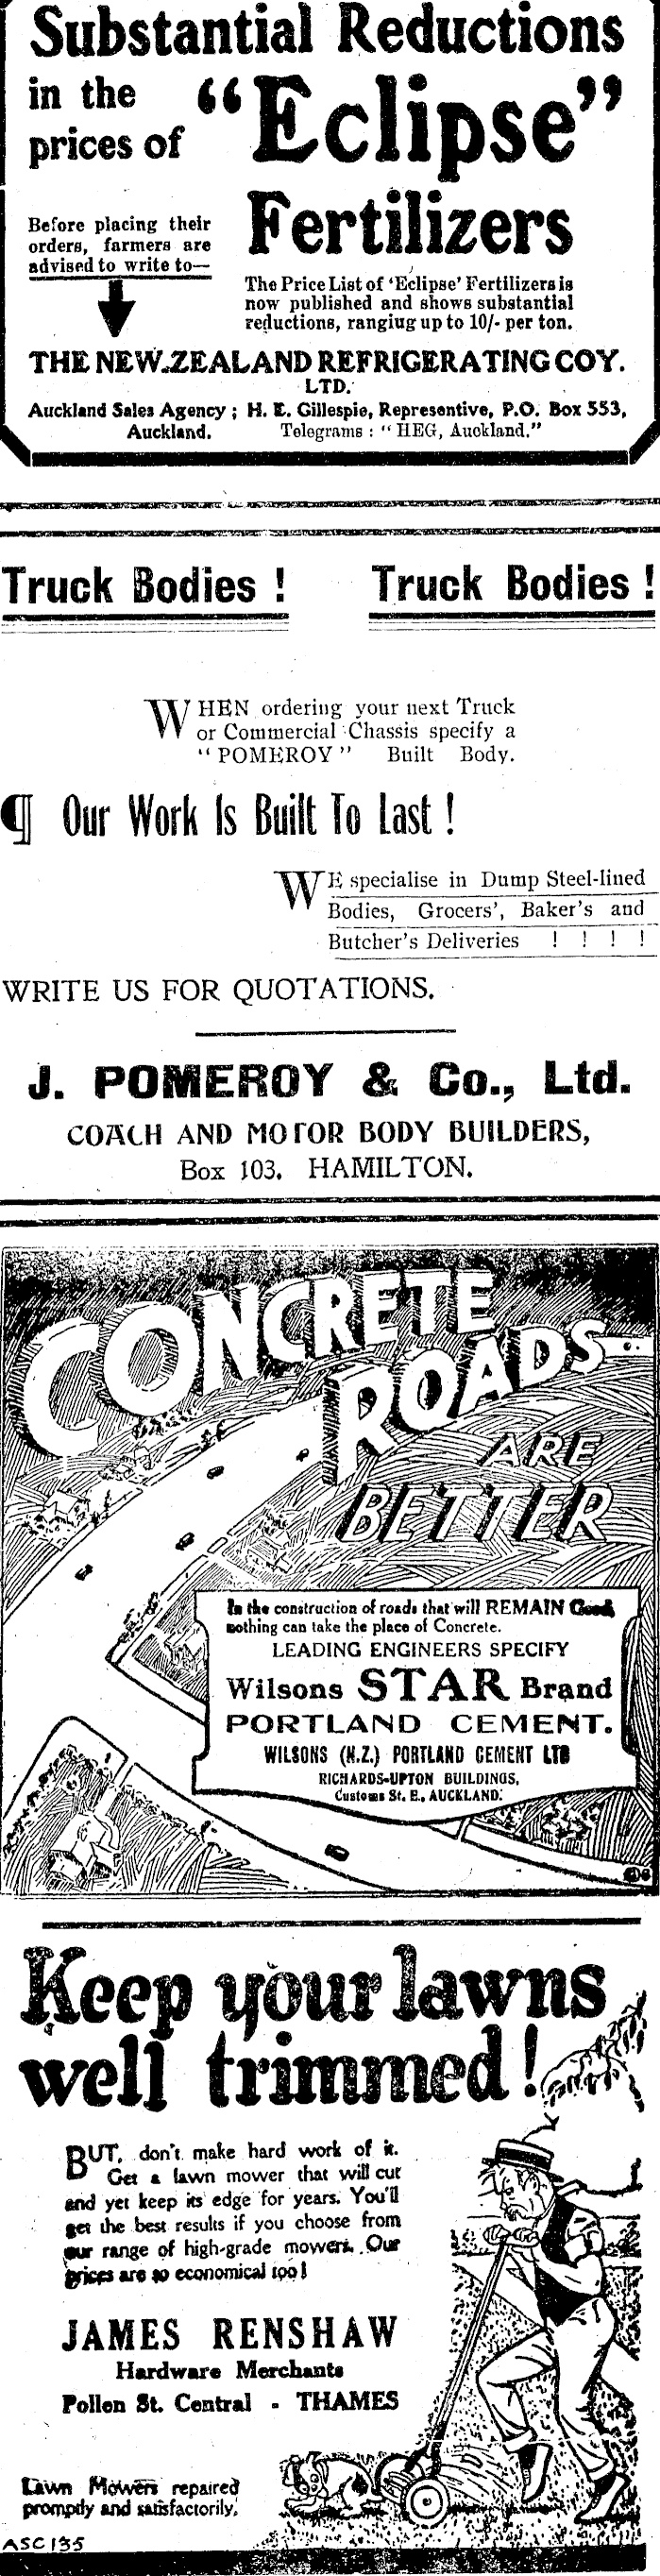 Substantial Reductions
in the
prices of
"Eclipse"
Fertilizers
Before placing their
orders, farmers are
advised to write to—
The Price List of 'Eclipse' Fertilizers is
now published and shows substantial
reductions, rangiug up to 10/- per ton.
THE NEW ZEALAND REFRIGERATING COY.
LTD.
Auckland Sales Agency ; H. E. Gillespie, Representive, P.O. Box 553,
Auckland. Telegrams : " HEG, Auckland."
Truck Bodies ! Truck Bodies !
WHEN ordering your next Truck
or Commercial Chassis specify a
" POMEROY " Built Body.
¶ Our Work Is Built To Last !
WE specialise in Dump Steel-lined
Bodies, Grocers', Baker's and
Butcher's Deliveries ! ! ! !
WRITE US FOR QUOTATIONS.
J. POMEROY & Co., Ltd.
COACH AND MOTOR BODY BUILDERS,
Box 103. HAMILTON.
CONCRETE
ROADS
ARE
BETTER
In the construction of roads that will REMAIN Good,
nothing can take the place of Concrete.
LEADING ENGINEERS SPECIFY
Wilsons STAR Brand
PORTLAND CEMENT.
WILSONS (N.Z.) PORTLAND CEMENT LTD
RICHARDS-UPTON BUILDINGS,
Customs St. E., AUCKLAND.
Keep your lawns
well trimmed!
BUT, don't make hard work of it.
Get a lawn mower that will cut
and yet keep its edge for years. You'll
get the best results if you choose from
our range of high-grade mowers. Our
prices are so economical too!
JAMES RENSHAW
Hardware Merchants
Pollen St. Central - THAMES
Lawn Mowers repaired
promptly and satisfactorily.
ASC 135